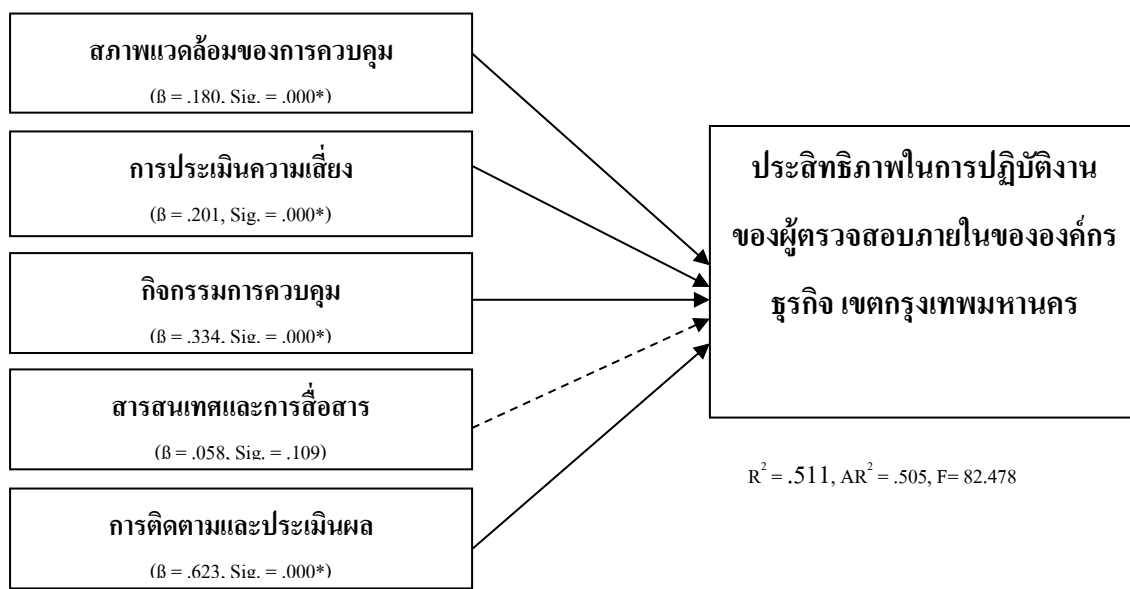 สภาพแวดล้อมของการควบคุม
(ß = .180, Sig. = .000*)
การประเมินความเสี่ยง
(ß = .201, Sig. = .000*)
กิจกรรมการควบคุม
(ß = .334, Sig. = .000*)
สารสนเทศและการสื่อสาร
(ß = .058, Sig. = .109)
การติดตามและประเมินผล
(ß = .623, Sig. = .000*)
ประสิทธิภาพในการปฏิบัติงาน
ของผู้ตรวจสอบภายในขององค์กร
ธุรกิจ เขตกรุงเทพมหานคร
R² = .511, AR² = .505, F= 82.478